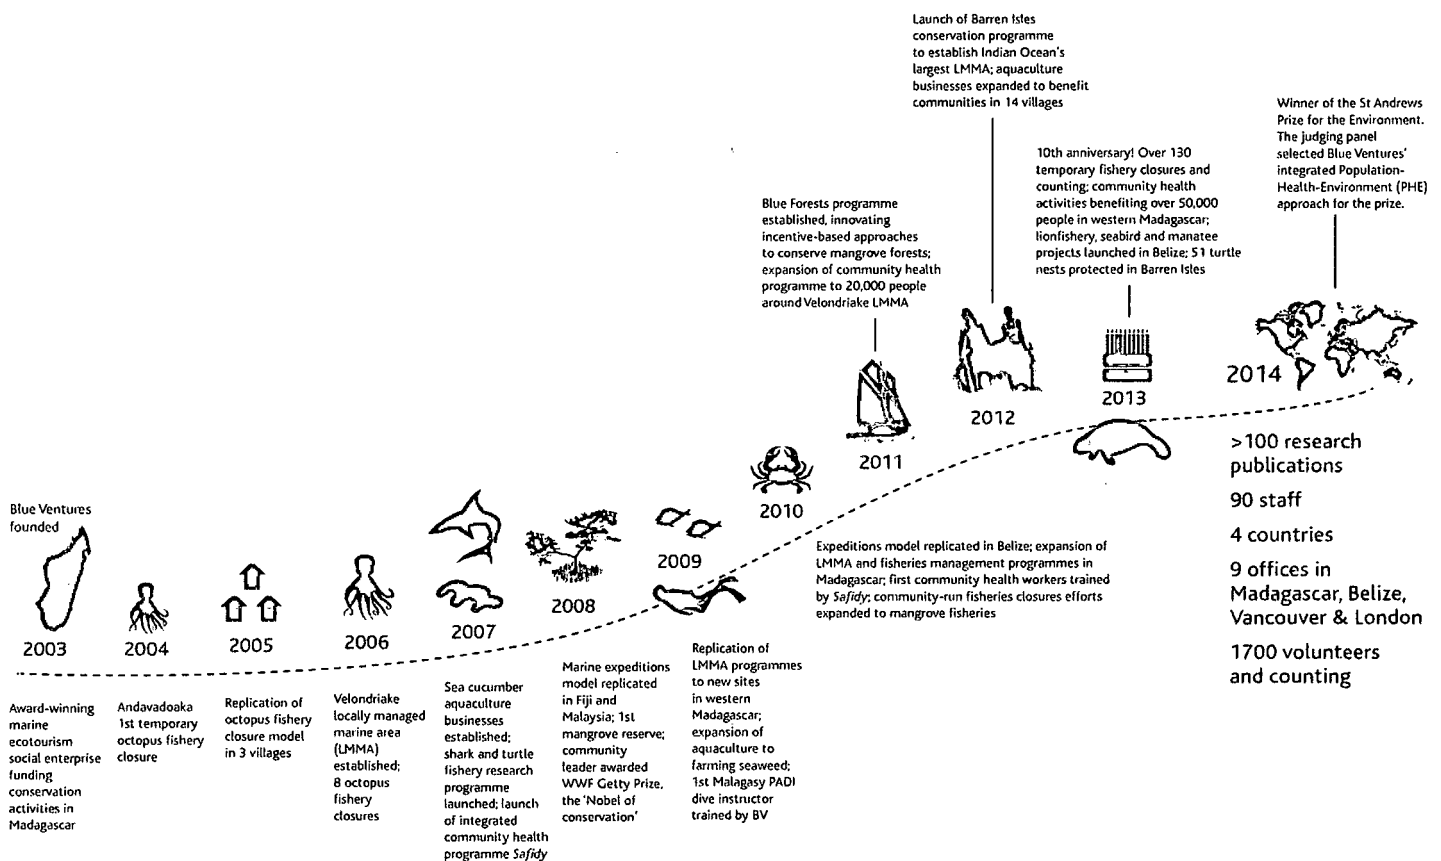 Blue Ventures
founded
2003
Award-winning
marine
ecotourism
social enterprise
funding
conservation
activities in
Madagascar
2004
Andavadoaka
1st temporary
octopus fishery
closure
2005
Replication of
octopus fishery
closure model
in 3 villages
2006
Velondriake
locally managed
marine area
(LMMA)
established;
8 octopus
fishery
closures
2007
Sea cucumber
aquaculture
businesses
established;
shark and turtle
fishery research
programme
launched; launch
of integrated
community health
programme Safidy
2008
Marine expeditions
model replicated
in Fiji and
Malaysia; 1st
mangrove reserve;
community
leader awarded
WWF Getty Prize,
the 'Nobel of
conservation'
2009
Replication of
LMMA programmes
to new sites
in western
Madagascar;
expansion of
aquaculture to
farming seaweed;
1st Malagasy PADI
dive instructor
trained by BV
2010
Expeditions model replicated in Belize; expansion of
LMMA and fisheries management programmes in
Madagascar; first community health workers trained
by Safidy; community-run fisheries closures efforts
expanded to mangrove fisheries
Blue Forests programme
established, innovating
incentive-based approaches
to conserve mangrove forests;
expansion of community health
programme to 20,000 people
around Velondriake LMMA
2011
Launch of Barren Isles
conservation programme
to establish Indian Ocean's
largest LMMA; aquaculture
businesses expanded to benefit
communities in 14 villages
2012
10th anniversary! Over 130
temporary fishery closures and
counting; community health
activities benefiting over 50,000
people in western Madagascar;
lionfishery, seabird and manatee
projects launched in Belize; 51 turtle
nests protected in Barren Isles
2013
Winner of the St Andrews
Prize for the Environment.
The judging panel
selected Blue Ventures'
integrated Population-
Health-Environment (PHE)
approach for the prize.
2014
>100 research
publications
90 staff
4 countries
9 offices in
Madagascar, Belize,
Vancouver & London
1700 volunteers
and counting